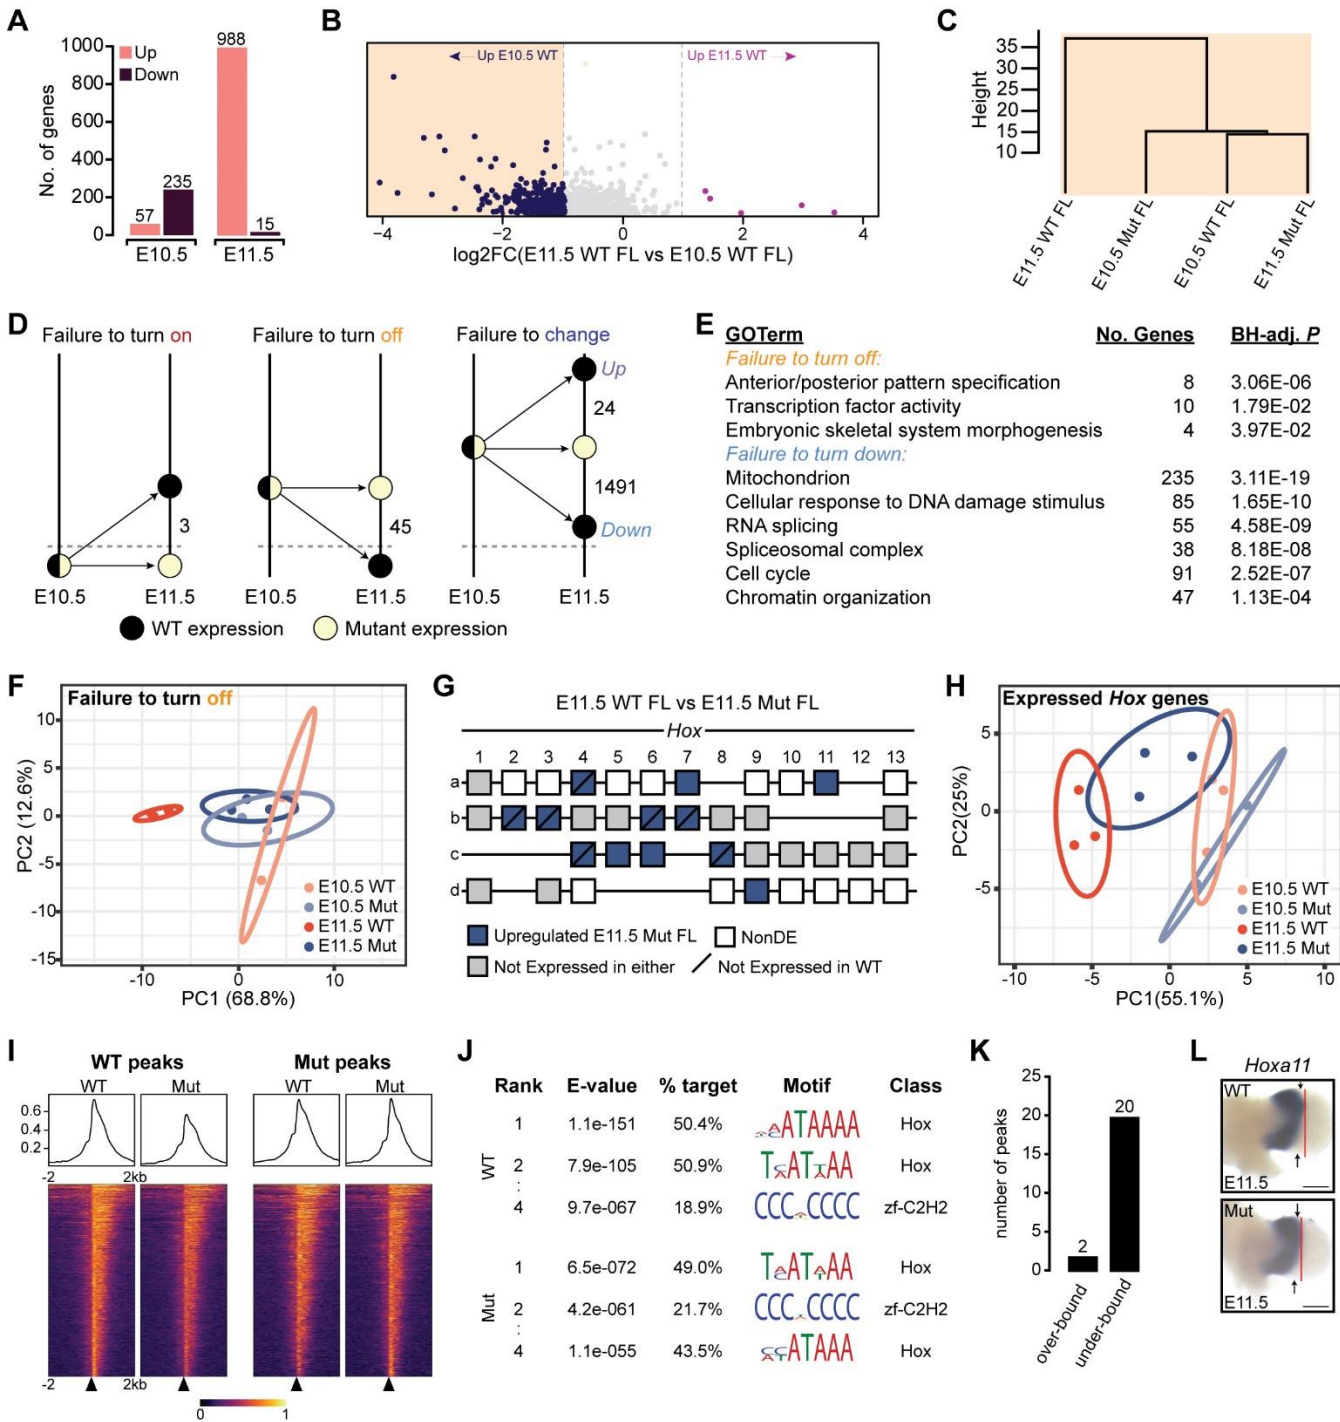 A
No. of genes
1000
800
600
400
200
0
Up
Down
57
235
988
15
E10.5
E11.5
B
Up E10.5 WT
Up E11.5 WT
−4
−2
0
2
4
log2FC(E11.5 WT FL vs E10.5 WT FL)
C
Height
35
30
25
20
15
10
E11.5 WT FL
E10.5 Mut FL
E10.5 WT FL
E11.5 Mut FL
D
Failure to turn on
Failure to turn off
Failure to change
Up
24
1491
Down
3
45
E10.5
E11.5
E10.5
E11.5
E10.5
E11.5
WT expression
Mutant expression
E
GOTerm No. Genes BH-adj. P
Failure to turn off:
Anterior/posterior pattern specification 8 3.06E-06
Transcription factor activity 10 1.79E-02
Embryonic skeletal system morphogenesis 4 3.97E-02
Failure to turn down:
Mitochondrion 235 3.11E-19
Cellular response to DNA damage stimulus 85 1.65E-10
RNA splicing 55 4.58E-09
Spliceosomal complex 38 8.18E-08
Cell cycle 91 2.52E-07
Chromatin organization 47 1.13E-04
F
Failure to turn off
PC2 (12.6%)
10
5
0
-5
-10
-15
E10.5 WT
E10.5 Mut
E11.5 WT
E11.5 Mut
-10
0
10
PC1 (68.8%)
G
E11.5 WT FL vs E11.5 Mut FL
Hox
1 2 3 4 5 6 7 8 9 10 11 12 13
a
b
c
d
Upregulated E11.5 Mut FL
NonDE
Not Expressed in either
Not Expressed in WT
H
Expressed Hox genes
PC2(25%)
5
0
-5
E10.5 WT
E10.5 Mut
E11.5 WT
E11.5 Mut
-10
-5
0
5
10
PC1(55.1%)
I
WT peaks
Mut peaks
WT
Mut
WT
Mut
0.6
0.4
0.2
-2
2kb
-2
2kb
0
1
J
Rank E-value % target Motif Class
WT
1 1.1e-151 50.4% AATAAAA Hox
2 7.9e-105 50.9% Hox
:
4 9.7e-067 18.9% zf-C2H2
Mut
1 6.5e-072 49.0% Hox
2 4.2e-061 21.7% zf-C2H2
:
4 1.1e-055 43.5% Hox
K
number of peaks
25
20
15
10
5
0
2
20
over-bound
under-bound
L
Hoxa11
WT
E11.5
Mut
E11.5